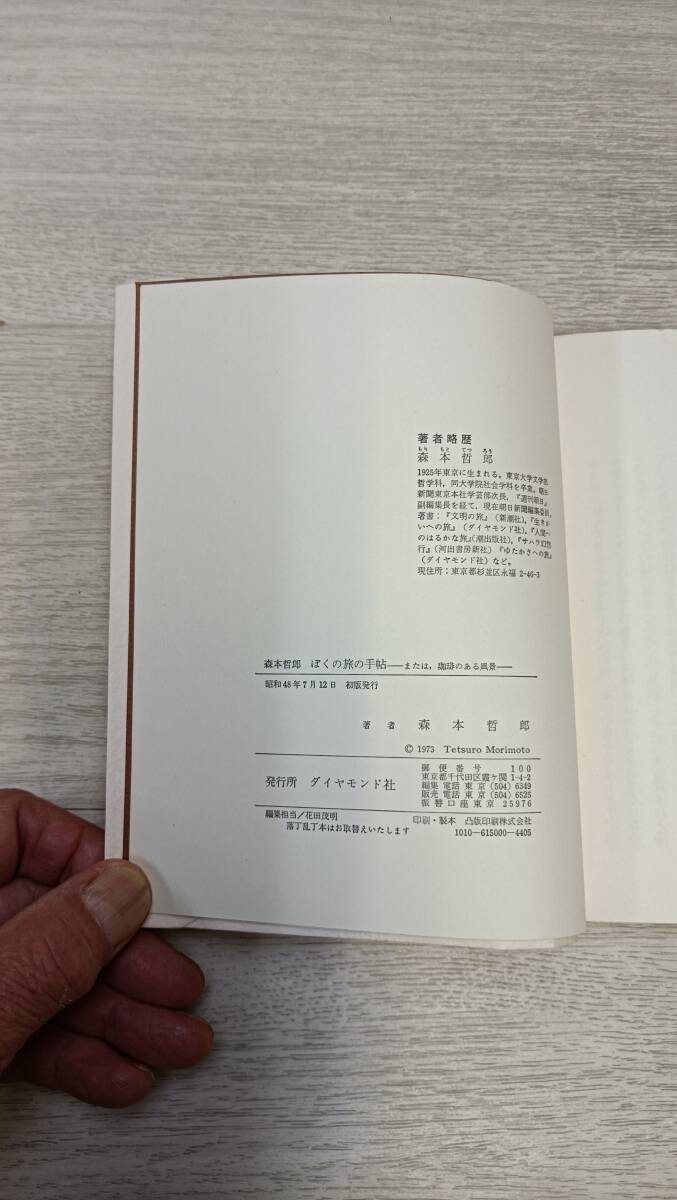 著者略歴
もり もと てつ ろう
森本哲郎
1925年東京に生まれる。東京大学文学部
哲学科，同大学院社会学科を卒業。朝日
新聞東京本社学芸部次長，『週刊朝日』
副編集長を経て，現在朝日新聞編集委員。
著書：『文明の旅』（新潮社），『生きが
いへの旅』（ダイヤモンド社），『人間へ
のはるかな旅』（潮出版社），『サハラ幻想
行』（河出書房新社）『ゆたかさへの旅』
（ダイヤモンド社）など。
現住所：東京都杉並区永福 2-46-3
森本哲郎 ぼくの旅の手帖——または，珈琲のある風景——
昭和48年7月12日 初版発行
著者 森本哲郎
© 1973 Tetsuro Morimoto
発行所 ダイヤモンド社
郵便番号 100
東京都千代田区霞ケ関 1-4-2
編集 電話 東京 (504) 6349
販売 電話 東京 (504) 6525
振替口座東京 25976
編集担当／花田茂明
印刷・製本 凸版印刷株式会社
落丁乱丁本はお取替えいたします
1010—615000—4405